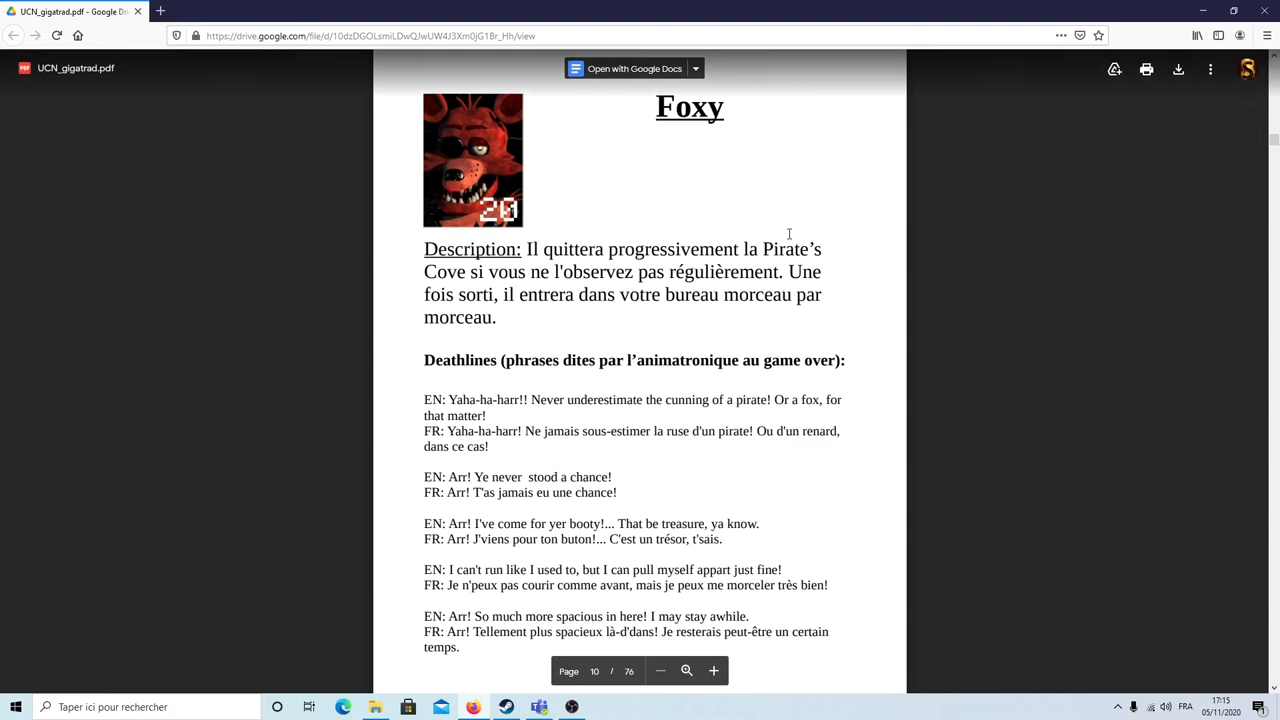 UCN_gigatrad.pdf - Google Driv
https://drive.google.com/file/d/10dzDGOLsmiLDwQJwUW4J3Xm0jG1Br_Hh/view
UCN_gigatrad.pdf
Open with Google Docs
Foxy
20
Description: Il quittera progressivement la Pirate’s
Cove si vous ne l'observez pas régulièrement. Une
fois sorti, il entrera dans votre bureau morceau par
morceau.
Deathlines (phrases dites par l’animatronique au game over):
EN: Yaha-ha-harr!! Never underestimate the cunning of a pirate! Or a fox, for
that matter!
FR: Yaha-ha-harr! Ne jamais sous-estimer la ruse d'un pirate! Ou d'un renard,
dans ce cas!
EN: Arr! Ye never  stood a chance!
FR: Arr! T'as jamais eu une chance!
EN: Arr! I've come for yer booty!... That be treasure, ya know.
FR: Arr! J'viens pour ton buton!... C'est un trésor, t'sais.
EN: I can't run like I used to, but I can pull myself appart just fine!
FR: Je n'peux pas courir comme avant, mais je peux me morceler très bien!
EN: Arr! So much more spacious in here! I may stay awhile.
FR: Arr! Tellement plus spacieux là-d'dans! Je resterais peut-être un certain
temps.
Page 10 / 76
Taper ici pour rechercher
FRA
17:15
05/11/2020